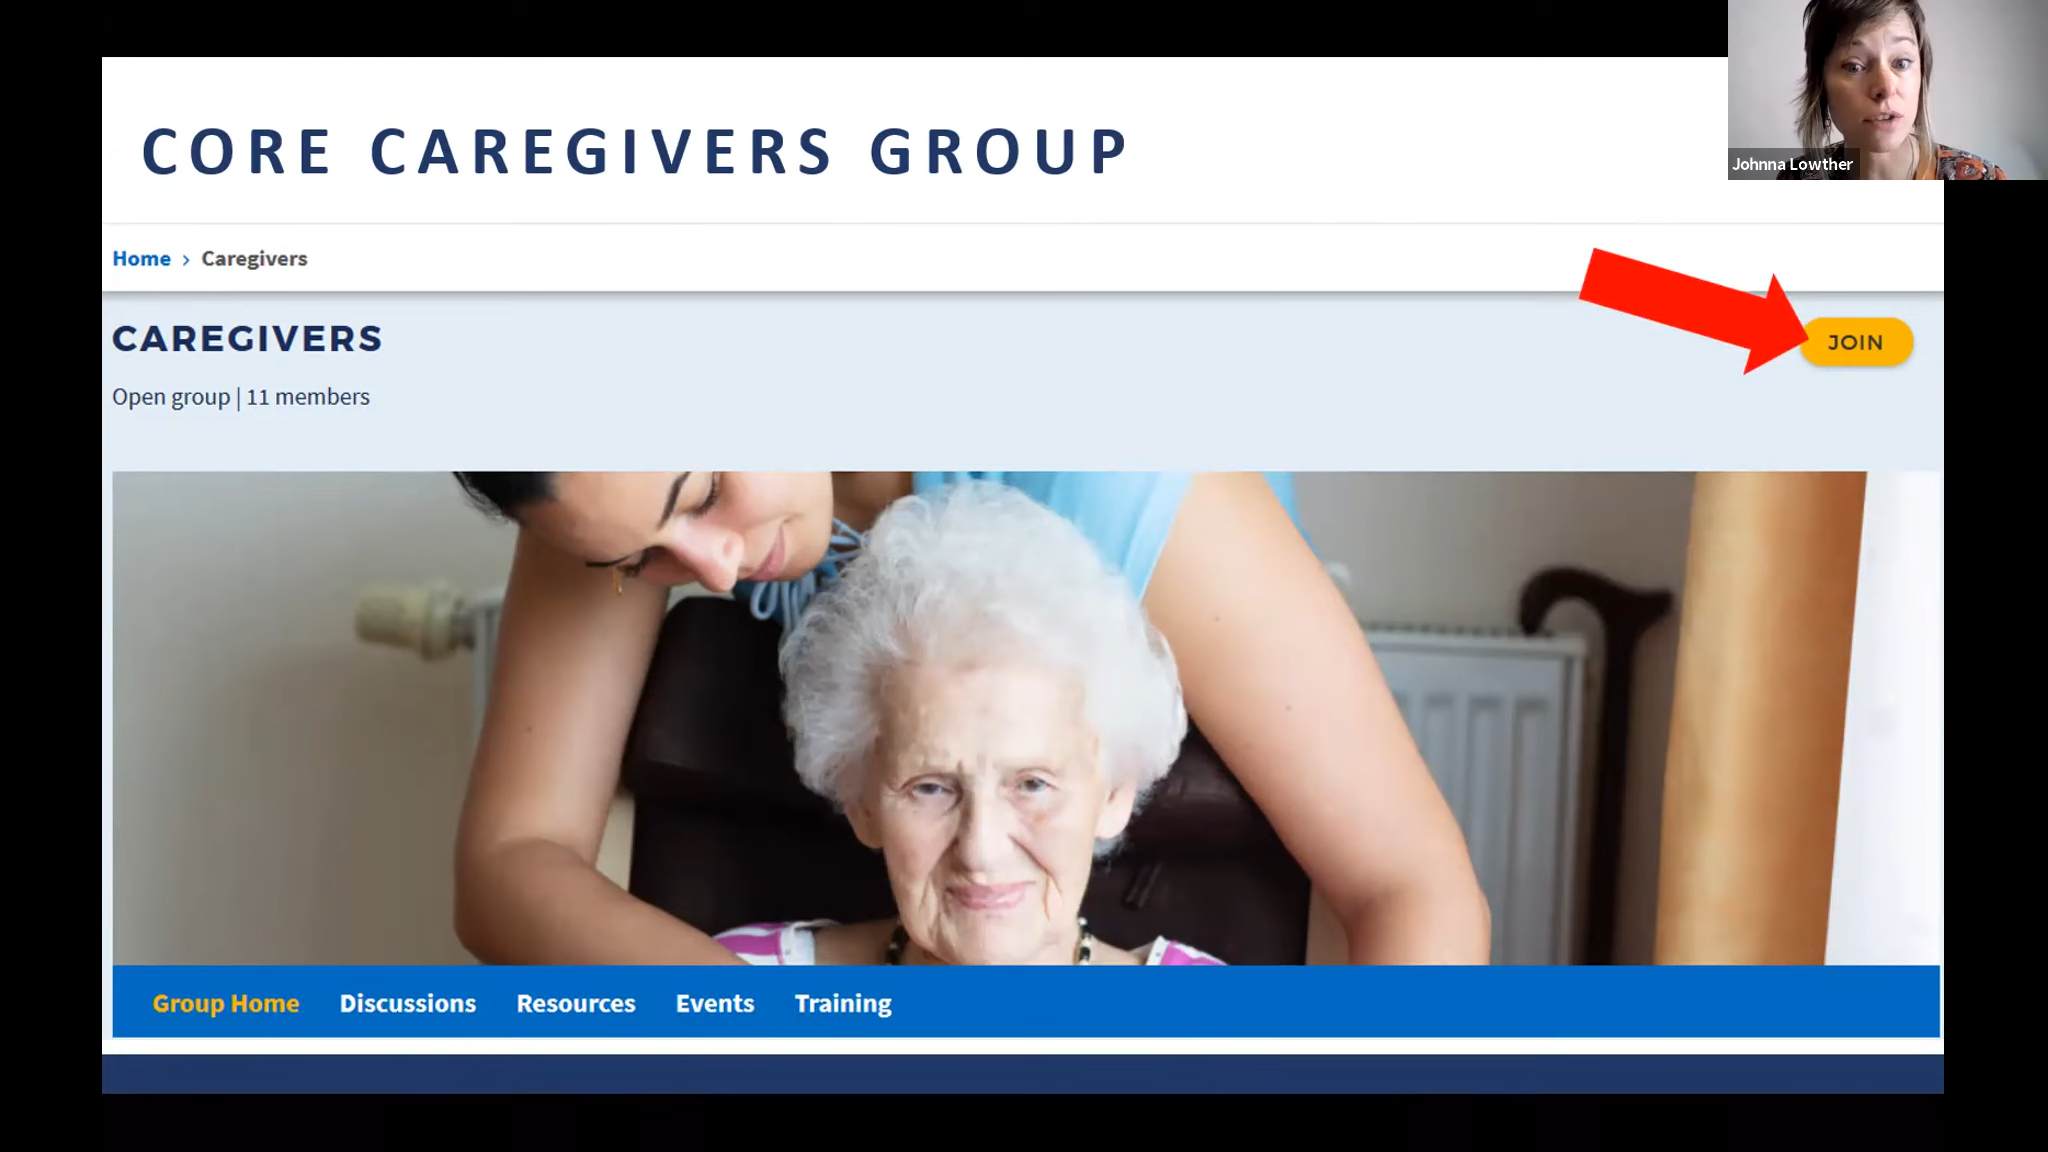 CORE CAREGIVERS GROUP
Johnna Lowther
Home > Caregivers
CAREGIVERS
JOIN
Open group | 11 members
Group Home Discussions Resources Events Training